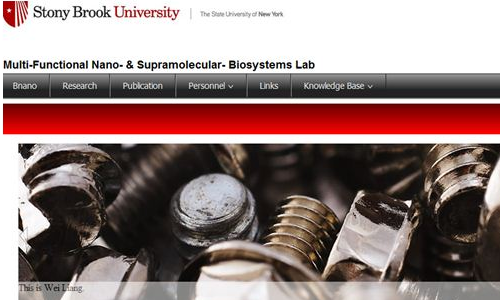 Stony Brook University
The State University of New York
Multi-Functional Nano- & Supramolecular- Biosystems Lab
Bnano Research Publication Personnel Links Knowledge Base
This is Wei Liang.